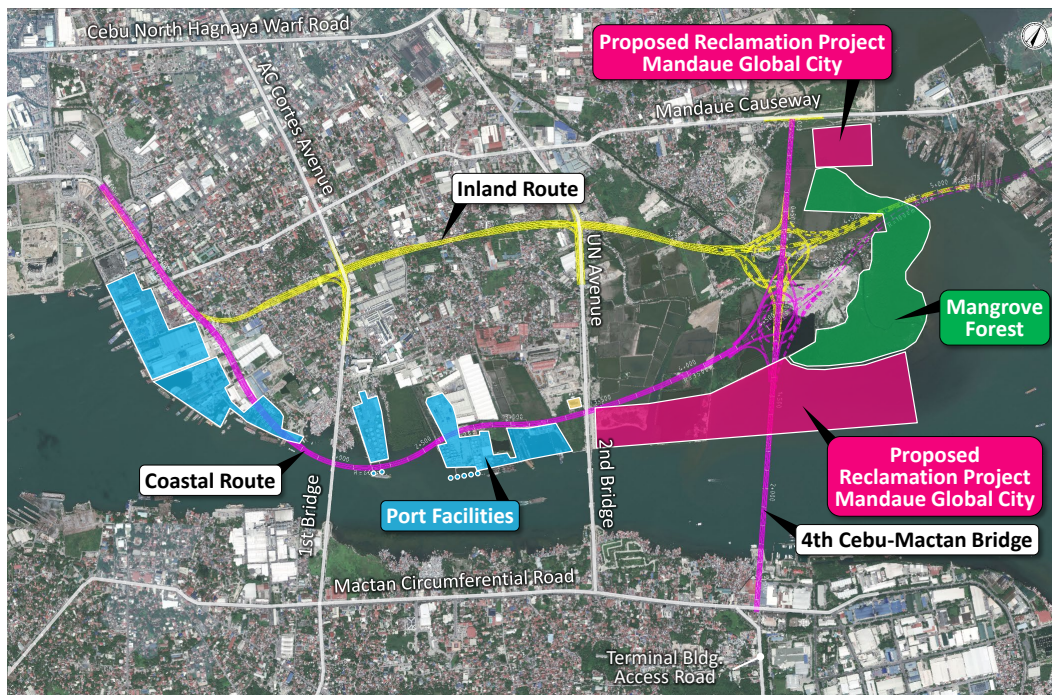 Cebu North Hagnaya Warf Road
AC Cortes Avenue
Proposed Reclamation Project
Mandaue Global City
Mandaue Causeway
Inland Route
UN Avenue
Mangrove
Forest
Coastal Route
1st Bridge
Port Facilities
2nd Bridge
Proposed
Reclamation Project
Mandaue Global City
4th Cebu-Mactan Bridge
Mactan Circumferential Road
Terminal Bldg.
Access Road